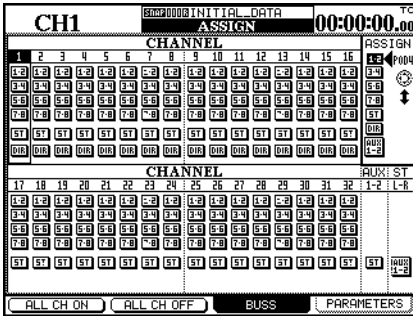 CH1 SNAP000 INITIAL_DATA TC
ASSIGN 00:00:00.00
CHANNEL ASSIGN
1 2 3 4 5 6 7 8 9 10 11 12 13 14 15 16 1-2 POD4
1-2 1-2 1-2 1-2 1-2 1-2 1-2 1-2 1-2 1-2 1-2 1-2 1-2 1-2 1-2 1-2 3-4
3-4 3-4 3-4 3-4 3-4 3-4 3-4 3-4 3-4 3-4 3-4 3-4 3-4 3-4 3-4 3-4 5-6
5-6 5-6 5-6 5-6 5-6 5-6 5-6 5-6 5-6 5-6 5-6 5-6 5-6 5-6 5-6 5-6 7-8
7-8 7-8 7-8 7-8 7-8 7-8 7-8 7-8 7-8 7-8 7-8 7-8 7-8 7-8 7-8 7-8 ST
ST ST ST ST ST ST ST ST ST ST ST ST ST ST ST ST DIR
DIR DIR DIR DIR DIR DIR DIR DIR DIR DIR DIR DIR DIR DIR DIR DIR AUX 1-2
CHANNEL AUX ST
17 18 19 20 21 22 23 24 25 26 27 28 29 30 31 32 1-2 L-R
1-2 1-2 1-2 1-2 1-2 1-2 1-2 1-2 1-2 1-2 1-2 1-2 1-2 1-2 1-2 1-2
3-4 3-4 3-4 3-4 3-4 3-4 3-4 3-4 3-4 3-4 3-4 3-4 3-4 3-4 3-4 3-4
5-6 5-6 5-6 5-6 5-6 5-6 5-6 5-6 5-6 5-6 5-6 5-6 5-6 5-6 5-6 5-6
7-8 7-8 7-8 7-8 7-8 7-8 7-8 7-8 7-8 7-8 7-8 7-8 7-8 7-8 7-8 7-8
ST ST ST ST ST ST ST ST ST ST ST ST ST ST ST ST ST AUX 1-2
ALL CH ON ALL CH OFF BUSS PARAMETERS